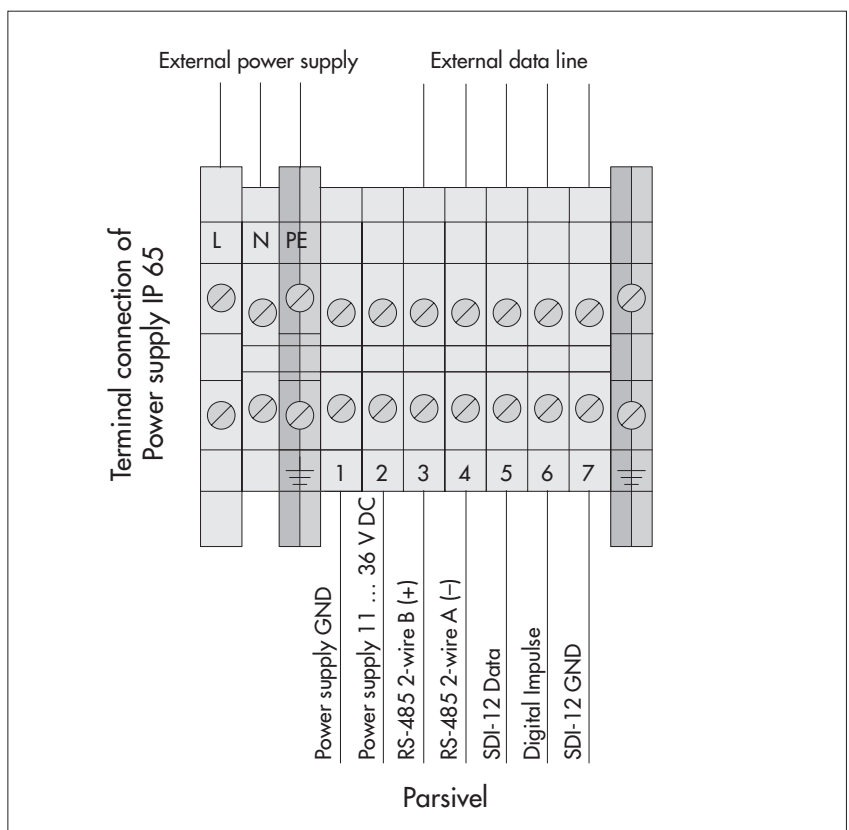 External power supply
External data line
Terminal connection of
Power supply IP 65
L N PE
1 2 3 4 5 6 7
Power supply GND
Power supply 11 … 36 V DC
RS-485 2-wire B (+)
RS-485 2-wire A (–)
SDI-12 Data
Digital Impulse
SDI-12 GND
Parsivel